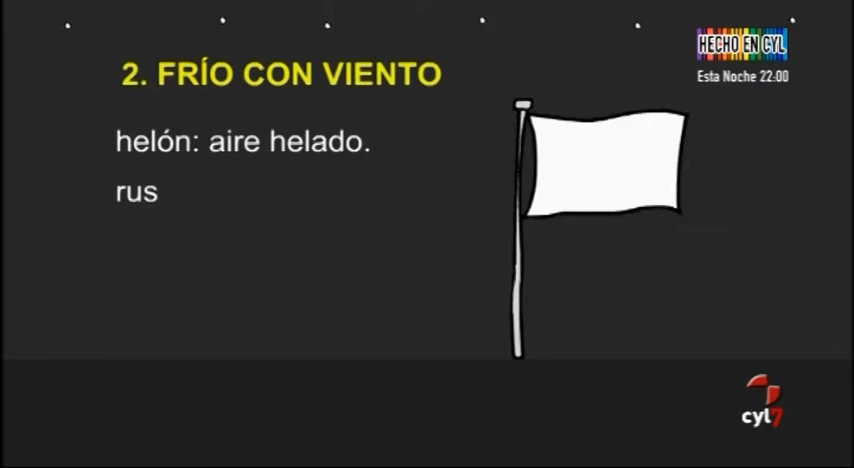 HECHO EN CYL
Esta Noche 22:00
2. FRÍO CON VIENTO
helón: aire helado.
rus
cyl7